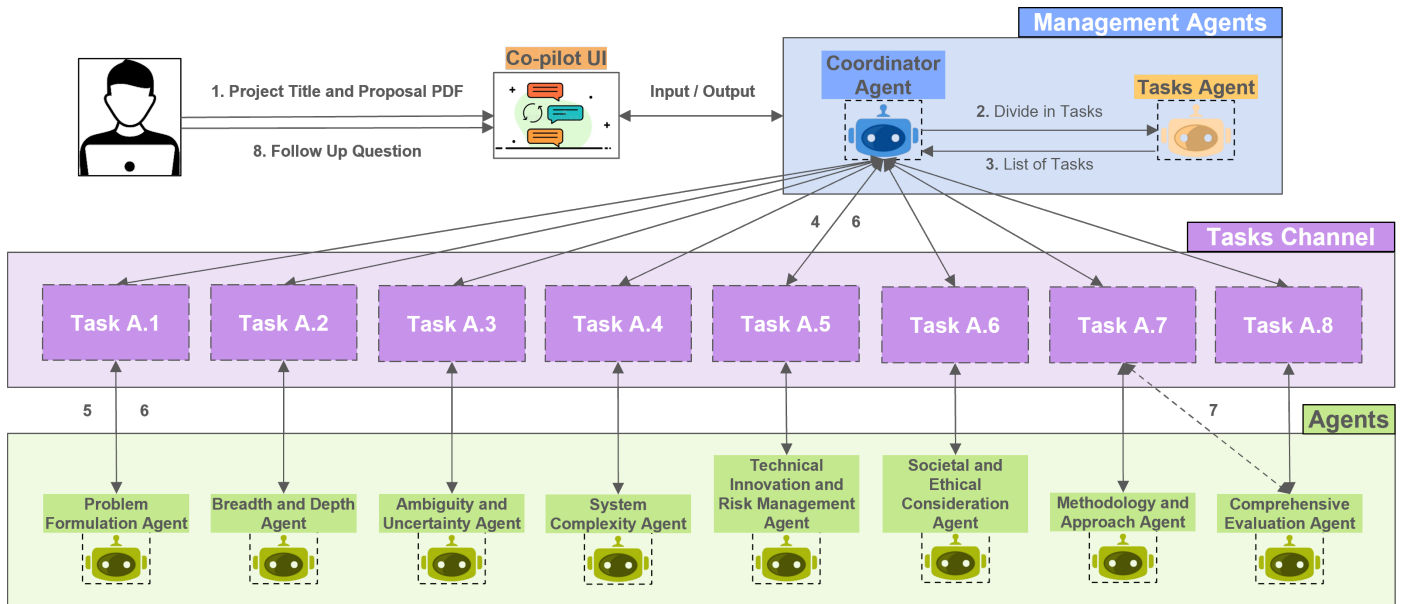 Management Agents
Co-pilot UI
Coordinator
Agent
Tasks Agent
1. Project Title and Proposal PDF
Input / Output
2. Divide in Tasks
8. Follow Up Question
3. List of Tasks
4
6
Tasks Channel
Task A.1
Task A.2
Task A.3
Task A.4
Task A.5
Task A.6
Task A.7
Task A.8
5
6
7
Agents
Problem
Formulation Agent
Breadth and Depth
Agent
Ambiguity and
Uncertainty Agent
System
Complexity Agent
Technical
Innovation and
Risk Management
Agent
Societal and
Ethical
Consideration
Agent
Methodology and
Approach Agent
Comprehensive
Evaluation Agent